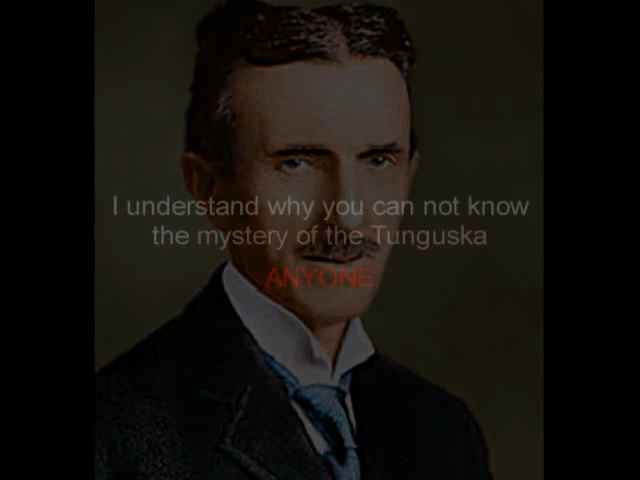 I understand why you can not know
the mystery of the Tunguska
ANYONE